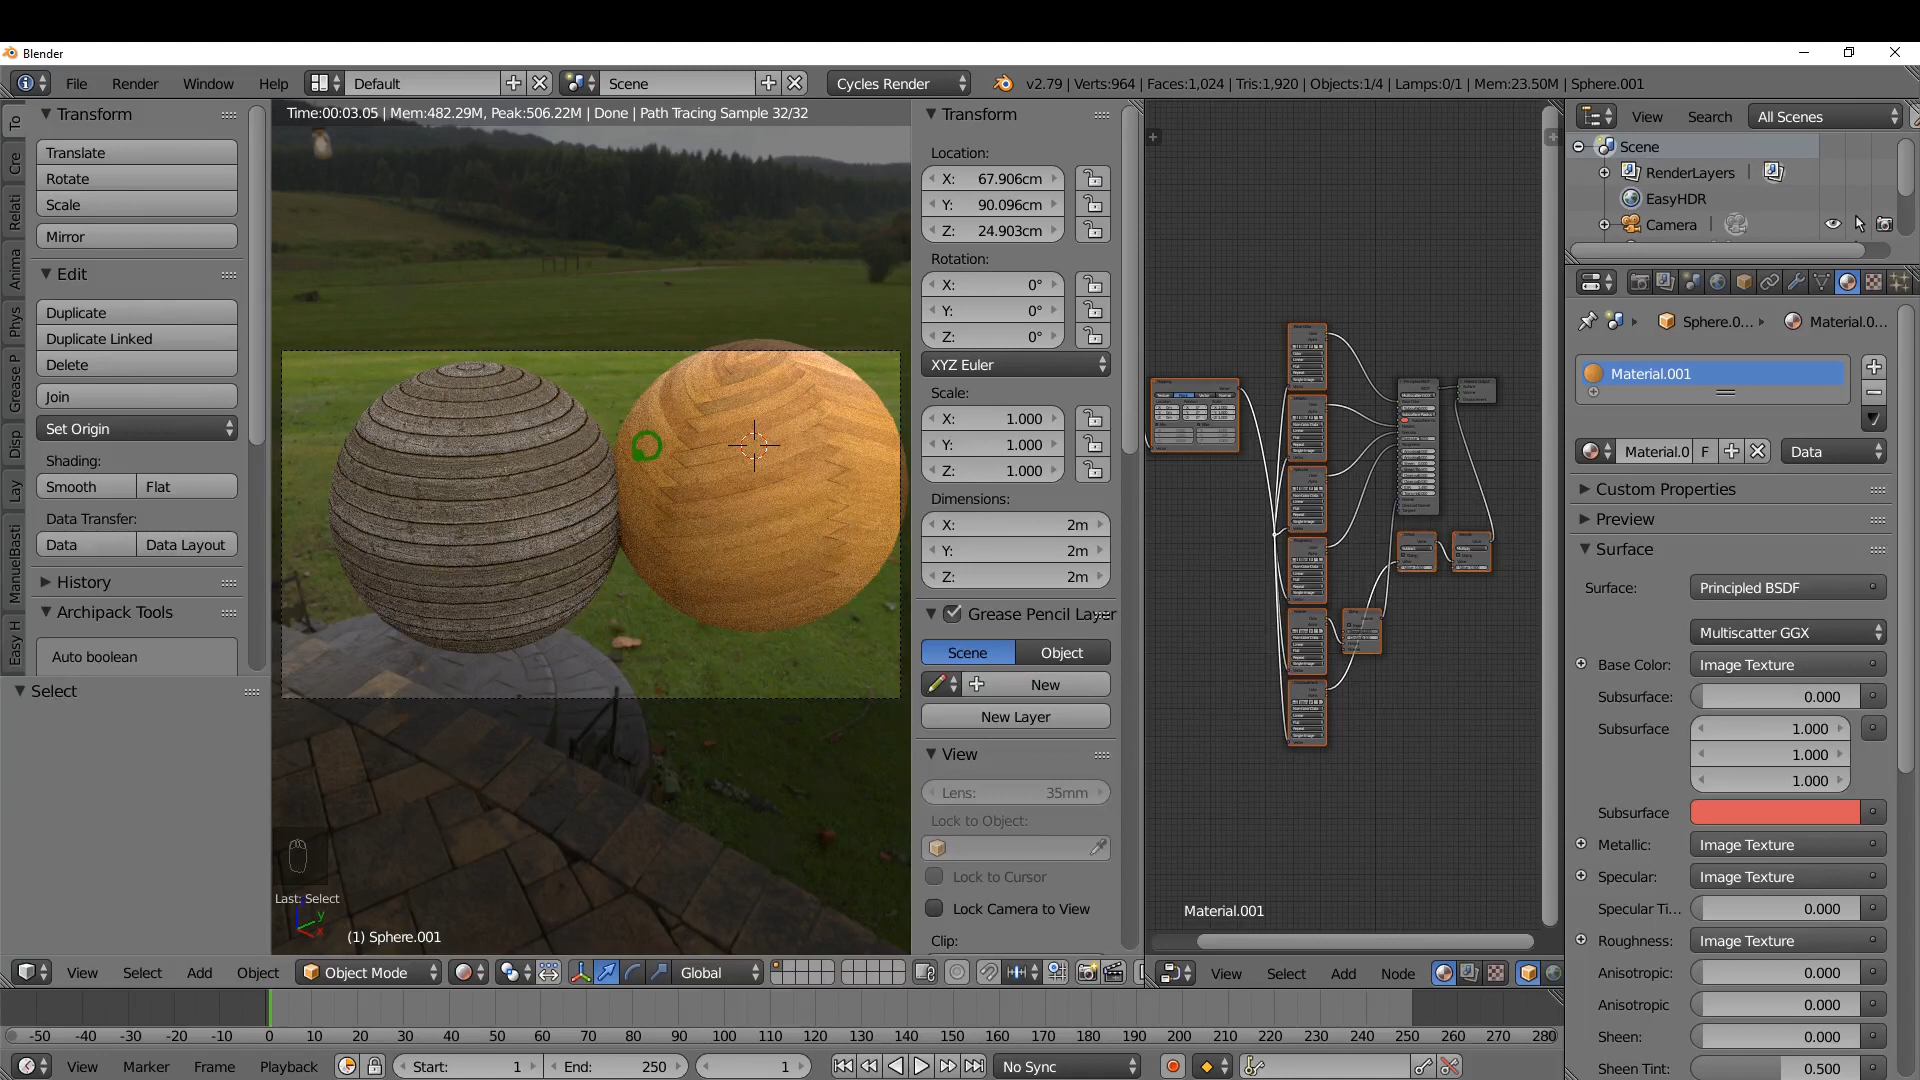 Blender
File Render Window Help Default Scene Cycles Render v2.79 | Verts:964 | Faces:1,024 | Tris:1,920 | Objects:1/4 | Lamps:0/1 | Mem:23.50M | Sphere.001
To
Cre
Relati
Anima
Phys
Grease P
Disp
Lay
ManuelBasti
Easy H
Transform
Translate
Rotate
Scale
Mirror
Edit
Duplicate
Duplicate Linked
Delete
Join
Set Origin
Shading:
Smooth Flat
Data Transfer:
Data Data Layout
History
Archipack Tools
Auto boolean
Select
Time:00:03.05 | Mem:482.29M, Peak:506.22M | Done | Path Tracing Sample 32/32
Last: Select
y
x
(1) Sphere.001
Transform
Location:
X: 67.906cm
Y: 90.096cm
Z: 24.903cm
Rotation:
X: 0°
Y: 0°
Z: 0°
XYZ Euler
Scale:
X: 1.000
Y: 1.000
Z: 1.000
Dimensions:
X: 2m
Y: 2m
Z: 2m
Grease Pencil Layer
Scene Object
New
New Layer
View
Lens: 35mm
Lock to Object:
Lock to Cursor
Lock Camera to View
Clip:
Material.001
View Search All Scenes
Scene
RenderLayers |
EasyHDR
Camera |
Sphere.0... Material.0...
Material.001
Material.0 F Data
Custom Properties
Preview
Surface
Surface: Principled BSDF
Multiscatter GGX
Base Color: Image Texture
Subsurface: 0.000
Subsurface 1.000
1.000
1.000
Subsurface
Metallic: Image Texture
Specular: Image Texture
Specular Ti... 0.000
Roughness: Image Texture
Anisotropic: 0.000
Anisotropic 0.000
Sheen: 0.000
Sheen Tint: 0.500
View Select Add Object Object Mode Global
View Select Add Node
-50 -40 -30 -20 -10 0 10 20 30 40 50 60 70 80 90 100 110 120 130 140 150 160 170 180 190 200 210 220 230 240 250 260 270 280
View Marker Frame Playback Start: 1 End: 250 1 No Sync